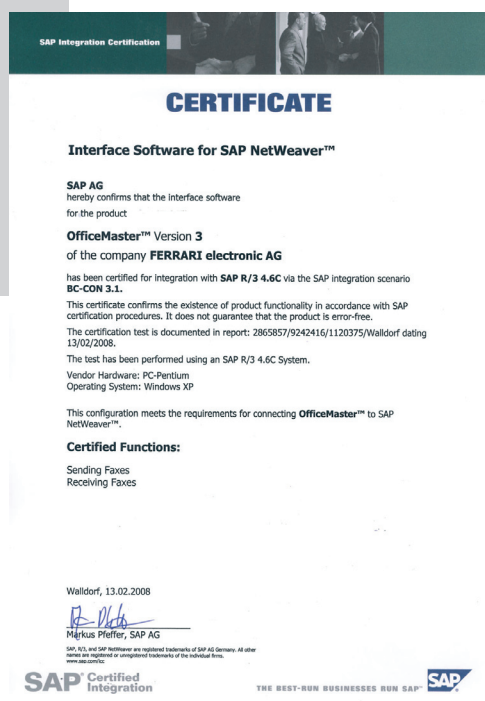 SAP Integration Certification
CERTIFICATE
Interface Software for SAP NetWeaver™
SAP AG
hereby confirms that the interface software
for the product
OfficeMaster™ Version 3
of the company FERRARI electronic AG
has been certified for integration with SAP R/3 4.6C via the SAP integration scenario
BC-CON 3.1.
This certificate confirms the existence of product functionality in accordance with SAP
certification procedures. It does not guarantee that the product is error-free.
The certification test is documented in report: 2865857/9242416/1120375/Walldorf dating
13/02/2008.
The test has been performed using an SAP R/3 4.6C System.
Vendor Hardware: PC-Pentium
Operating System: Windows XP
This configuration meets the requirements for connecting OfficeMaster™ to SAP
NetWeaver™.
Certified Functions:
Sending Faxes
Receiving Faxes
Walldorf, 13.02.2008
Markus Pfeffer, SAP AG
SAP, R/3, and SAP NetWeaver are registered trademarks of SAP AG Germany. All other
names are registered or unregistered trademarks of the individual firms.
www.sap.com/icc
SAP Certified
Integration
THE BEST-RUN BUSINESSES RUN SAP™
SAP